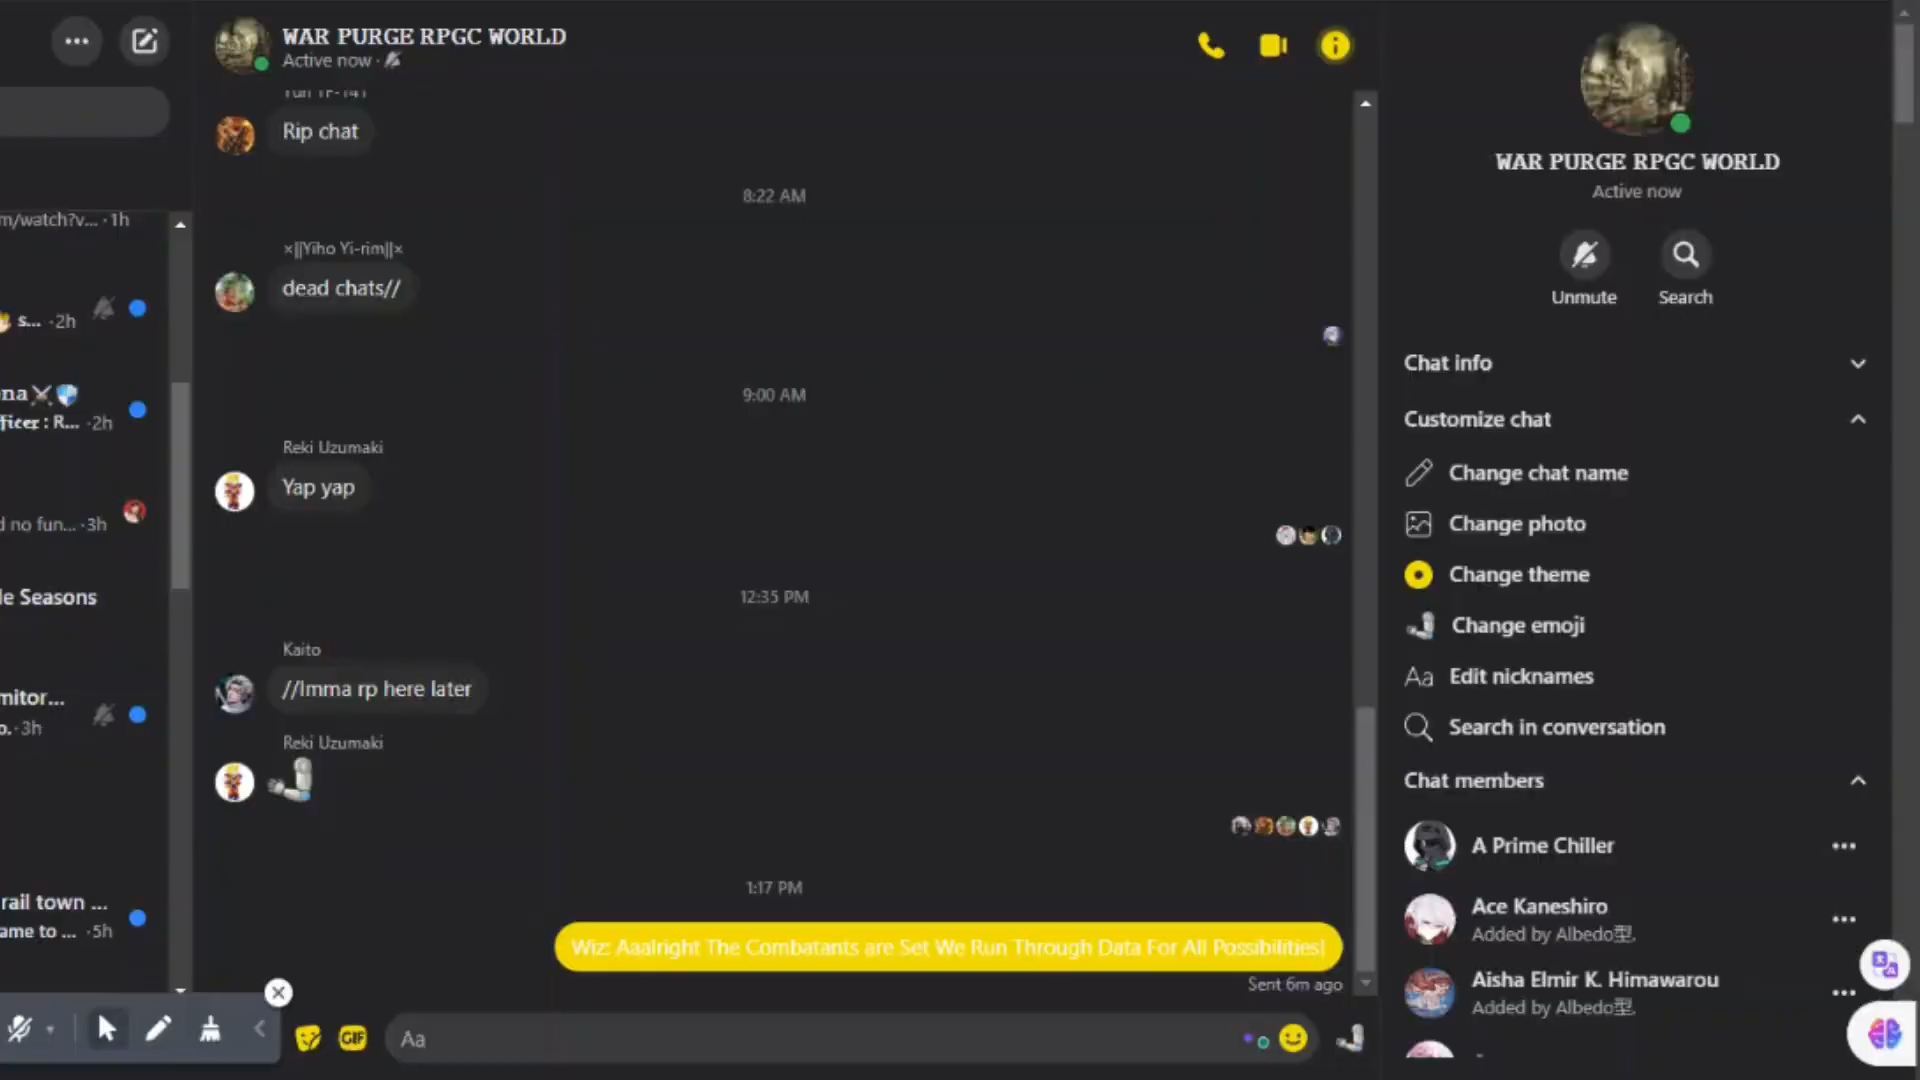 WAR PURGE RPGC WORLD
Active now ·
Rip chat
8:22 AM
×||Yiho Yi-rim||×
dead chats//
9:00 AM
Reki Uzumaki
Yap yap
12:35 PM
Kaito
//Imma rp here later
Reki Uzumaki
1:17 PM
Wiz: Aaalright The Combatants are Set We Run Through Data For All Possibilities!
Sent 6m ago
GIF
Aa
m/watch?v... · 1h
s... · 2h
na⚔️🛡️
fficer : R... · 2h
d no fun... · 3h
le Seasons
mitor...
o. · 3h
rail town ...
ame to ... · 5h
WAR PURGE RPGC WORLD
Active now
Unmute
Search
Chat info
Customize chat
Change chat name
Change photo
Change theme
Change emoji
Aa Edit nicknames
Search in conversation
Chat members
A Prime Chiller
Ace Kaneshiro
Added by Albedo型.
Aisha Elmir K. Himawarou
Added by Albedo型.